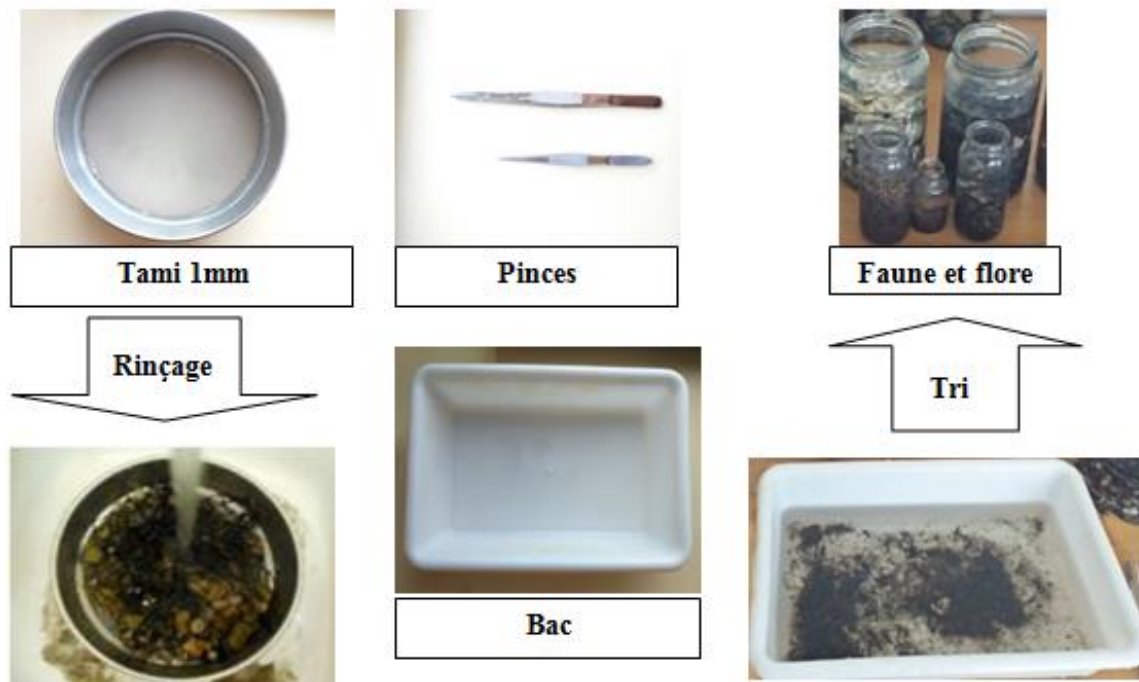 Tami 1mm
Pinces
Faune et flore
Rinçage
Tri
Bac